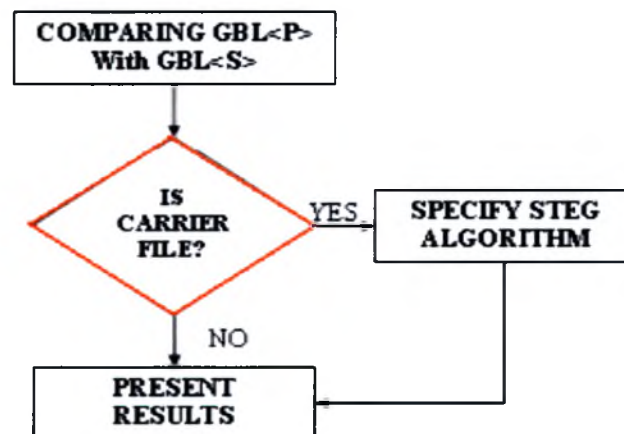 COMPARING GBL<P>
With GBL<S>
IS
CARRIER
FILE?
YES
SPECIFY STEG
ALGORITHM
NO
PRESENT
RESULTS